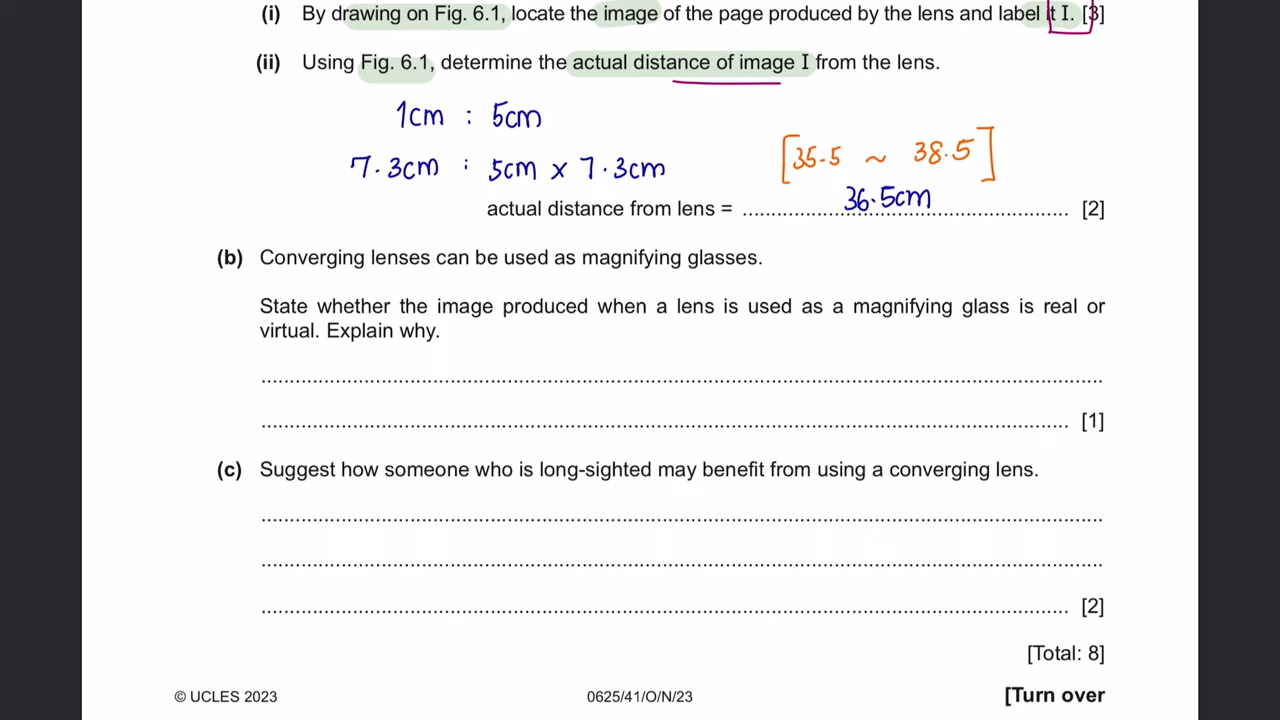 (i) By drawing on Fig. 6.1, locate the image of the page produced by the lens and label it I. [3]
(ii) Using Fig. 6.1, determine the actual distance of image I from the lens.
1cm : 5cm
7.3cm : 5cm x 7.3cm
[35.5 ~ 38.5]
36.5cm
actual distance from lens = ........................................................ [2]
(b) Converging lenses can be used as magnifying glasses.
State whether the image produced when a lens is used as a magnifying glass is real or
virtual. Explain why.
...................................................................................................................................................
............................................................................................................................................. [1]
(c) Suggest how someone who is long-sighted may benefit from using a converging lens.
...................................................................................................................................................
...................................................................................................................................................
............................................................................................................................................. [2]
[Total: 8]
© UCLES 2023 0625/41/O/N/23 [Turn over